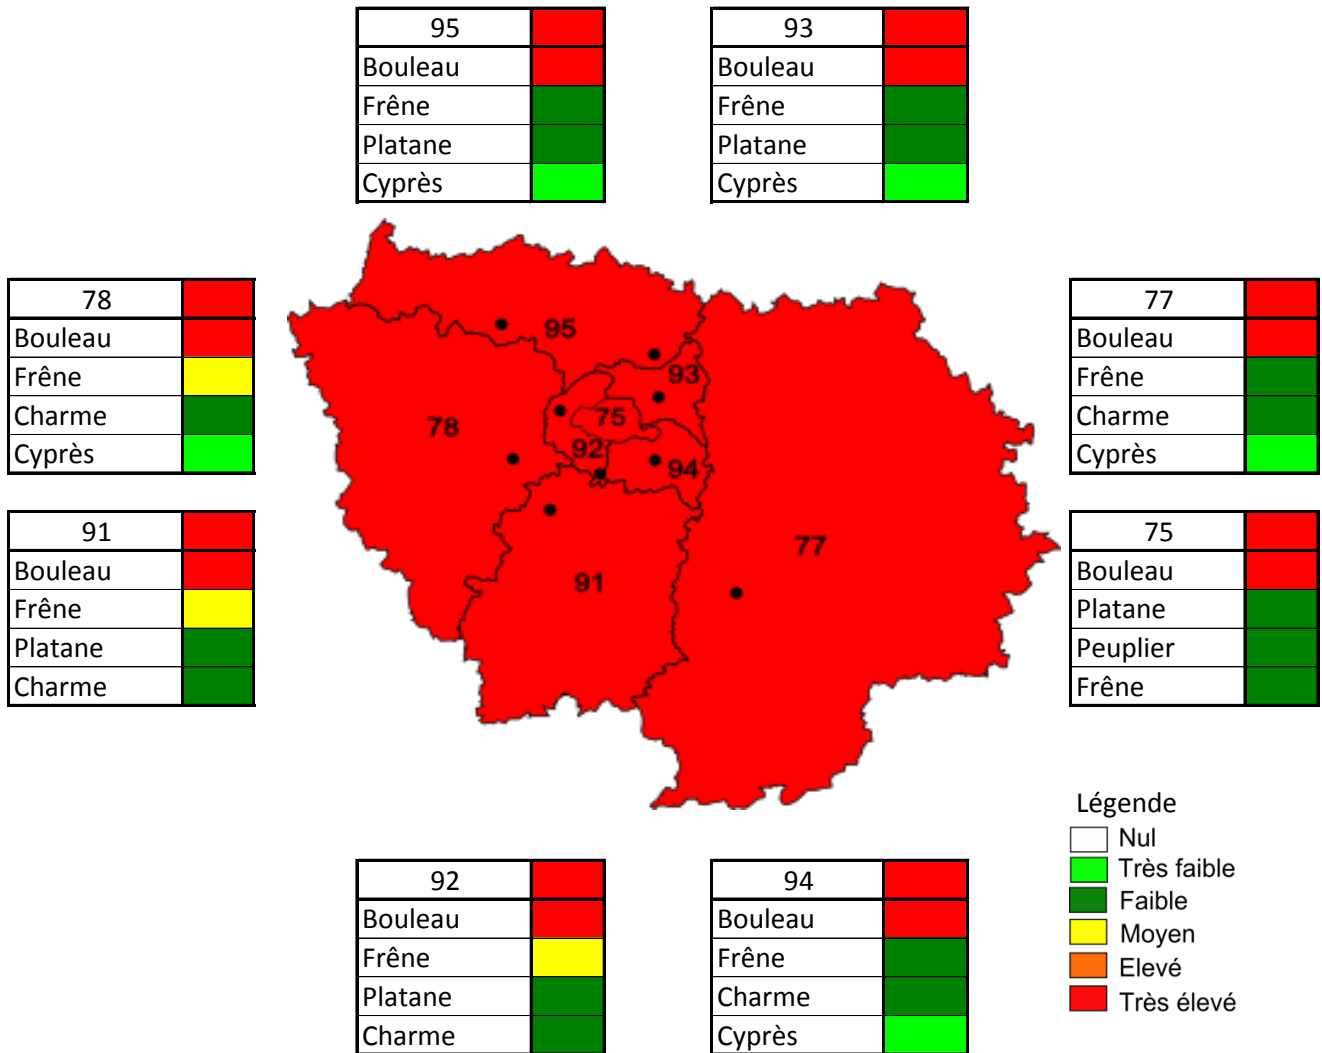 95
Bouleau
Frêne
Platane
Cyprès
93
Bouleau
Frêne
Platane
Cyprès
78
Bouleau
Frêne
Charme
Cyprès
91
Bouleau
Frêne
Platane
Charme
95
93
75
78
92
94
77
91
77
Bouleau
Frêne
Charme
Cyprès
75
Bouleau
Platane
Peuplier
Frêne
92
Bouleau
Frêne
Platane
Charme
94
Bouleau
Frêne
Charme
Cyprès
Légende
Nul
Très faible
Faible
Moyen
Elevé
Très élevé